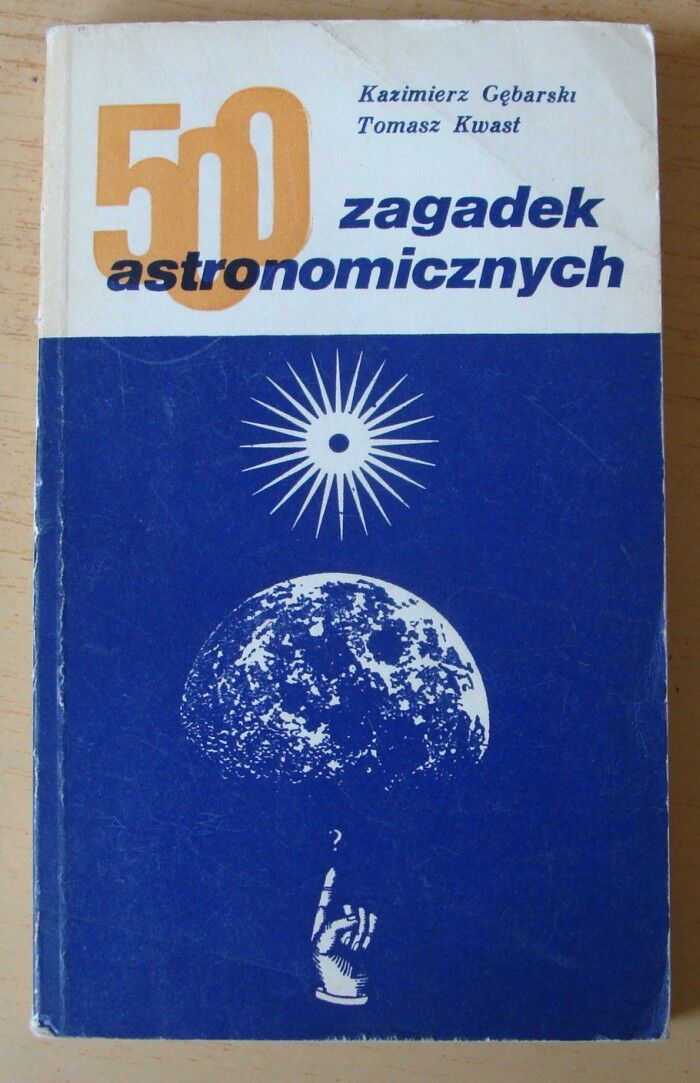 Kazimierz Gębarski
Tomasz Kwast
500 zagadek
astronomicznych
?